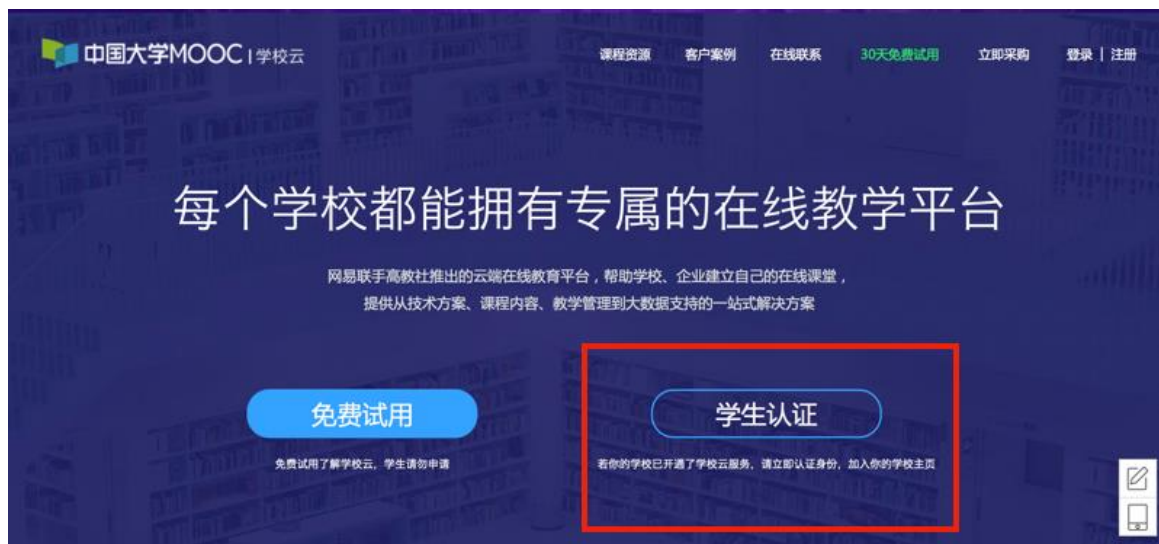 中国大学MOOC | 学校云
课程资源 客户案例 在线联系 30天免费试用 立即采购 登录 | 注册
每个学校都能拥有专属的在线教学平台
网易联手高教社推出的云端在线教育平台，帮助学校、企业建立自己的在线课堂，
提供从技术方案、课程内容、教学管理到大数据支持的一站式解决方案
免费试用
免费试用了解学校云，学生请勿申请
学生认证
若你的学校已开通了学校云服务，请立即认证身份，加入你的学校主页